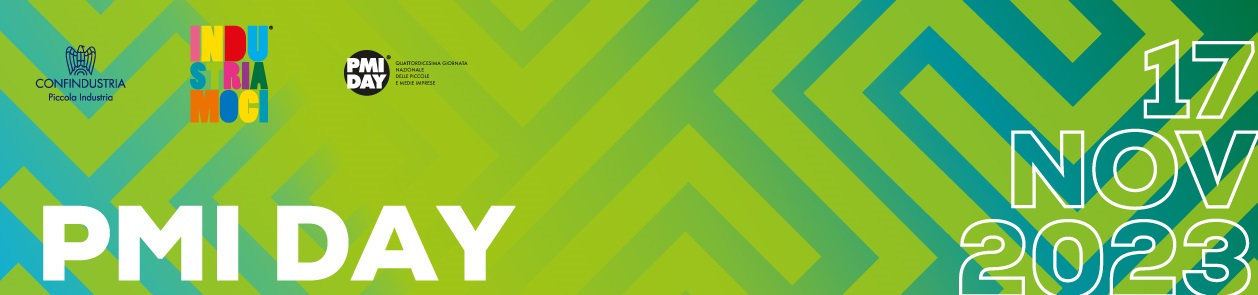 CONFINDUSTRIA
Piccola Industria
INDU
STRIA
MOCI
PMI
DAY
QUATTORDICESIMA GIORNATA
NAZIONALE
DELLE PICCOLE
E MEDIE IMPRESE
17
NOV
2023
PMI DAY